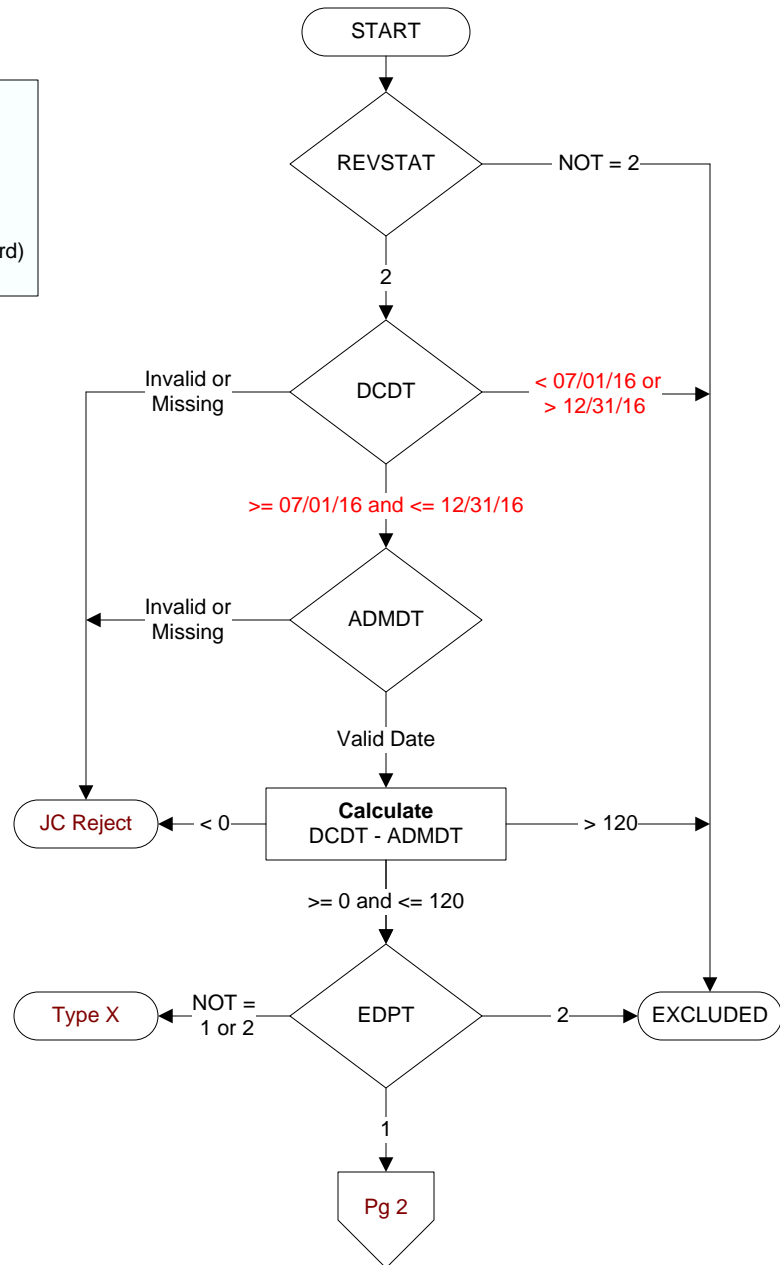 START
REVSTAT
NOT = 2
rd)
2
Invalid or
Missing
DCDT
< 07/01/16 or
> 12/31/16
>= 07/01/16 and <= 12/31/16
Invalid or
Missing
ADMDT
Valid Date
JC Reject
< 0
Calculate
DCDT - ADMDT
> 120
>= 0 and <= 120
Type X
NOT =
1 or 2
EDPT
2
EXCLUDED
1
Pg 2